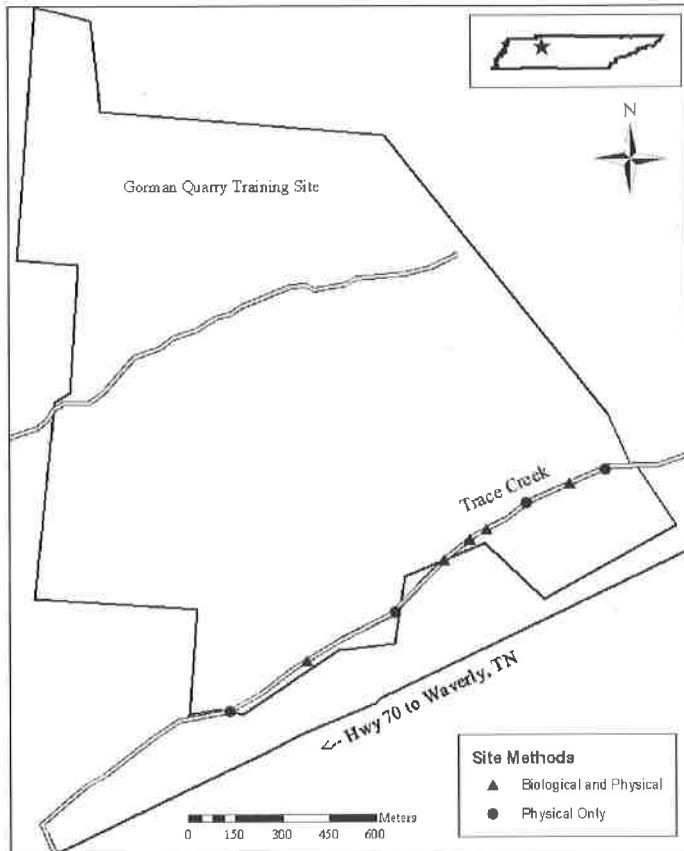 N
Gorman Quarry Training Site
Trace Creek
<-- Hwy 70 to Waverly, TN
Site Methods
Biological and Physical
Physical Only
Meters
0 150 300 450 600